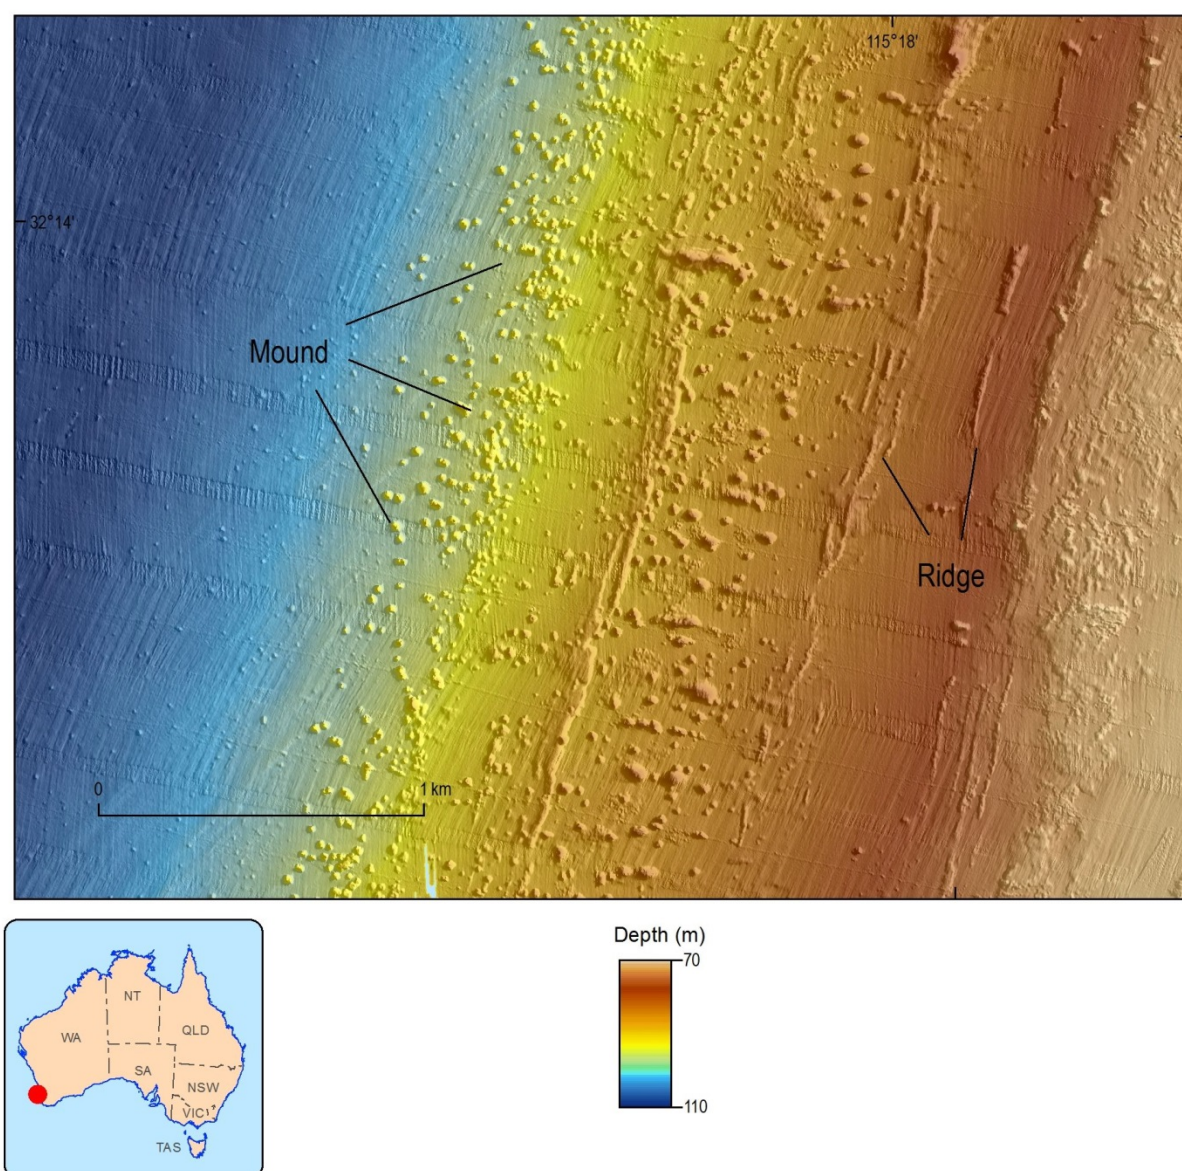 115°18'
32°14'
Mound
Ridge
0
1 km
Depth (m)
70
110
NT
WA
QLD
SA
NSW
VIC
TAS